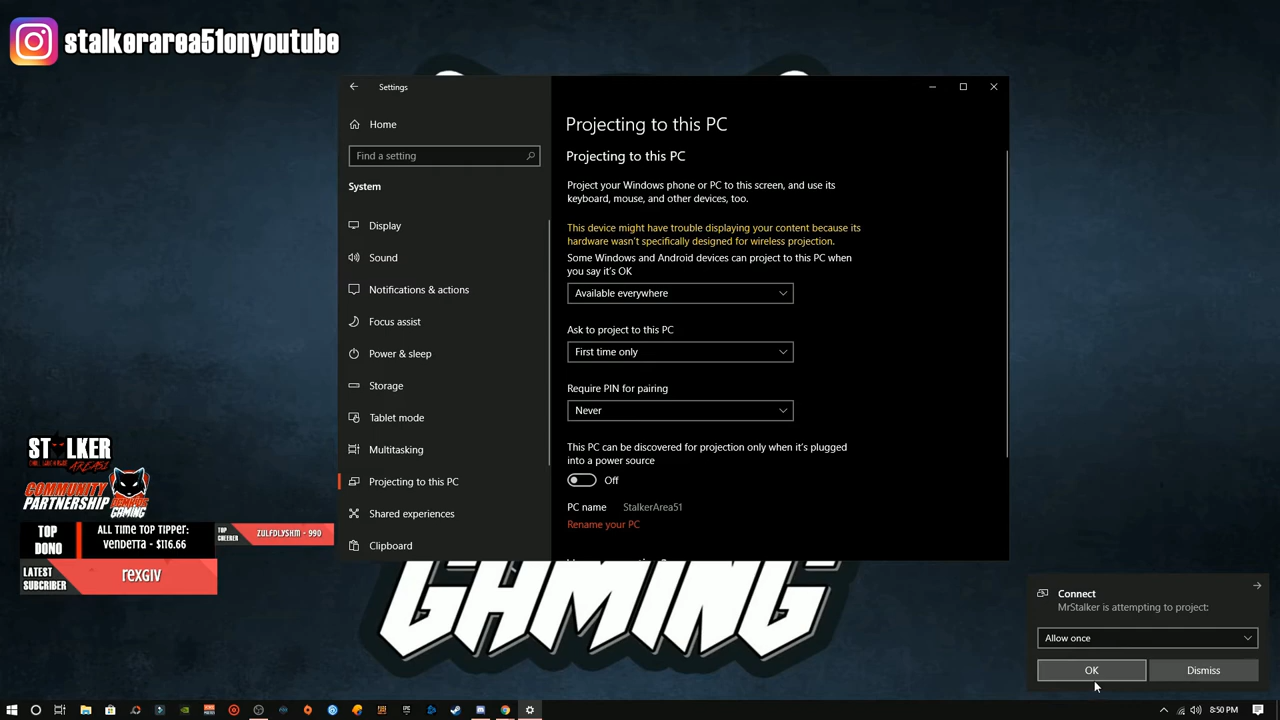 stalkerarea51onyoutube
Settings
Home
Find a setting
System
Display
Sound
Notifications & actions
Focus assist
Power & sleep
Storage
Tablet mode
Multitasking
Projecting to this PC
Shared experiences
Clipboard
Projecting to this PC
Projecting to this PC
Project your Windows phone or PC to this screen, and use its
keyboard, mouse, and other devices, too.
This device might have trouble displaying your content because its
hardware wasn't specifically designed for wireless projection.
Some Windows and Android devices can project to this PC when
you say it's OK
Available everywhere
Ask to project to this PC
First time only
Require PIN for pairing
Never
This PC can be discovered for projection only when it's plugged
into a power source
Off
PC name StalkerArea51
Rename your PC
STALKER
AREA51
COMMUNITY
PARTNERSHIP
GAMING
TOP
DONO
ALL TIME TOP TIPPER:
VENDETTA - $116.66
TOP
CHEERER
ZULFDLYSHM - 990
LATEST
SUBCRIBER
REXGIV
GAMING
Connect
MrStalker is attempting to project:
Allow once
OK
Dismiss
8:50 PM